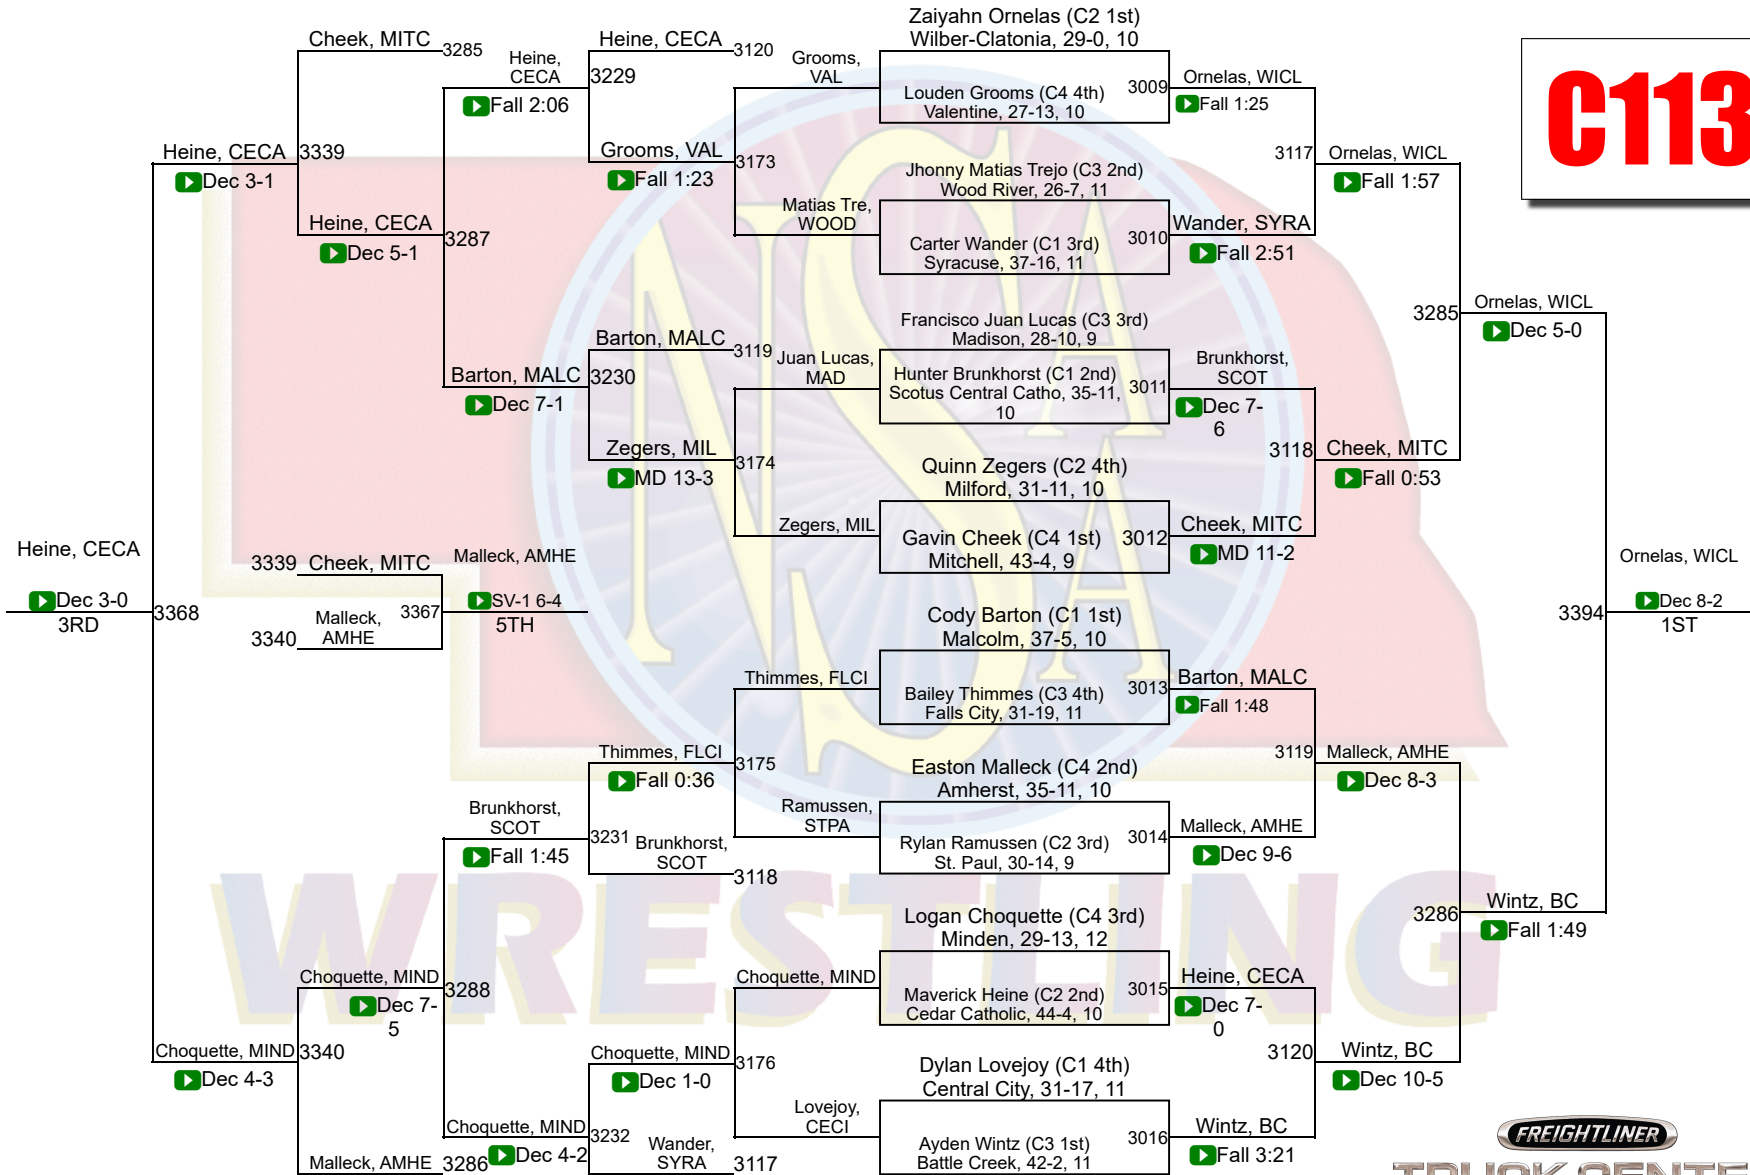 Zaiyahn Ornelas (C2 1st)
Wilber-Clatonia, 29-0, 10
Louden Grooms (C4 4th)
Valentine, 27-13, 10
3009
Jhonny Matias Trejo (C3 2nd)
Wood River, 26-7, 11
Carter Wander (C1 3rd)
Syracuse, 37-16, 11
3010
Francisco Juan Lucas (C3 3rd)
Madison, 28-10, 9
Hunter Brunkhorst (C1 2nd)
Scotus Central Catho, 35-11,
10
3011
Quinn Zegers (C2 4th)
Milford, 31-11, 10
Gavin Cheek (C4 1st)
Mitchell, 43-4, 9
3012
Cody Barton (C1 1st)
Malcolm, 37-5, 10
Bailey Thimmes (C3 4th)
Falls City, 31-19, 11
3013
Easton Malleck (C4 2nd)
Amherst, 35-11, 10
Rylan Ramussen (C2 3rd)
St. Paul, 30-14, 9
3014
Logan Choquette (C4 3rd)
Minden, 29-13, 12
Maverick Heine (C2 2nd)
Cedar Catholic, 44-4, 10
3015
Dylan Lovejoy (C1 4th)
Central City, 31-17, 11
Ayden Wintz (C3 1st)
Battle Creek, 42-2, 11
3016
Ornelas, WICL
Fall 1:25
3117
Wander, SYRA
Fall 2:51
Brunkhorst,
SCOT
Dec 7-
6
3118
Cheek, MITC
MD 11-2
Barton, MALC
Fall 1:48
3119
Malleck, AMHE
Dec 9-6
Heine, CECA
Dec 7-
0
3120
Wintz, BC
Fall 3:21
Ornelas, WICL
Fall 1:57
3285
Cheek, MITC
Fall 0:53
Malleck, AMHE
Dec 8-3
3286
Wintz, BC
Dec 10-5
Ornelas, WICL
Dec 5-0
3394
Wintz, BC
Fall 1:49
Ornelas, WICL
Dec 8-2
1ST
Grooms,
VAL
3173
Matias Tre,
WOOD
Juan Lucas,
MAD
3174
Zegers, MIL
Thimmes, FLCI
3175
Ramussen,
STPA
Choquette, MIND
3176
Lovejoy,
CECI
Heine, CECA
3120
3229
Grooms, VAL
Fall 1:23
Barton, MALC
3119
3230
Zegers, MIL
MD 13-3
Thimmes, FLCI
Fall 0:36
3231
Brunkhorst,
SCOT
3118
Choquette, MIND
Dec 1-0
3232
Wander,
SYRA
3117
Heine,
CECA
Fall 2:06
3287
Barton, MALC
Dec 7-1
Brunkhorst,
SCOT
Fall 1:45
3288
Choquette, MIND
Dec 4-2
Cheek, MITC
3285
3339
Heine, CECA
Dec 5-1
Choquette, MIND
Dec 7-
5
3340
Malleck, AMHE
3286
Heine, CECA
Dec 3-1
3368
Choquette, MIND
Dec 4-3
Heine, CECA
Dec 3-0
3RD
3339
Cheek, MITC
3367
3340
Malleck,
AMHE
Malleck, AMHE
SV-1 6-4
5TH
C113
NSAA
WRESTLING
FREIGHTLINER
TRUCK CENTE